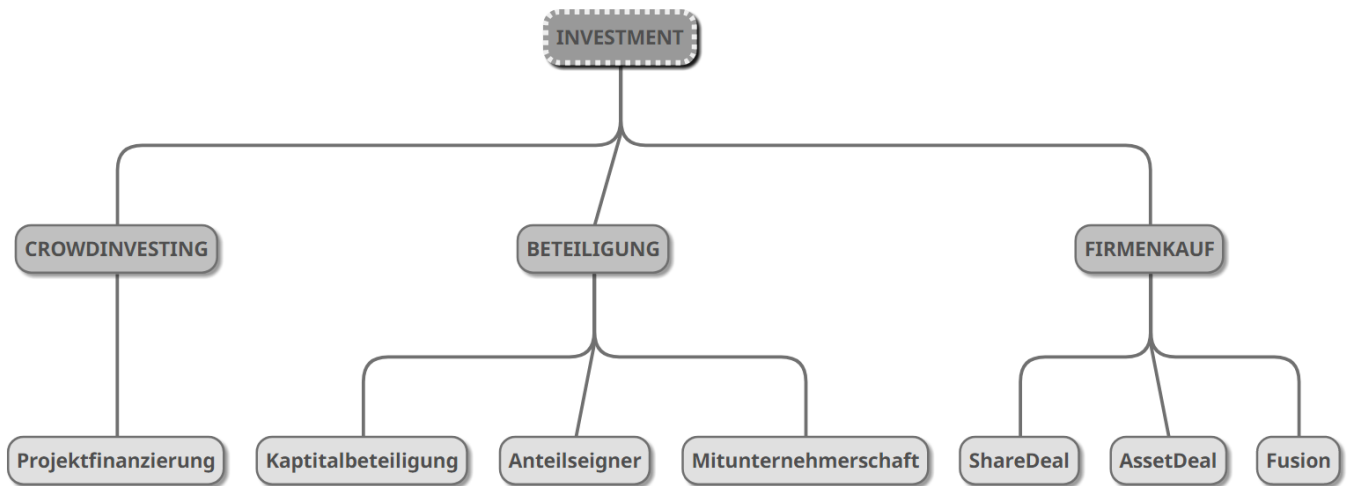 INVESTMENT
CROWDINVESTING
BETEILIGUNG
FIRMENKAUF
Projektfinanzierung
Kaptitalbeteiligung
Anteilseigner
Mitunternehmerschaft
ShareDeal
AssetDeal
Fusion